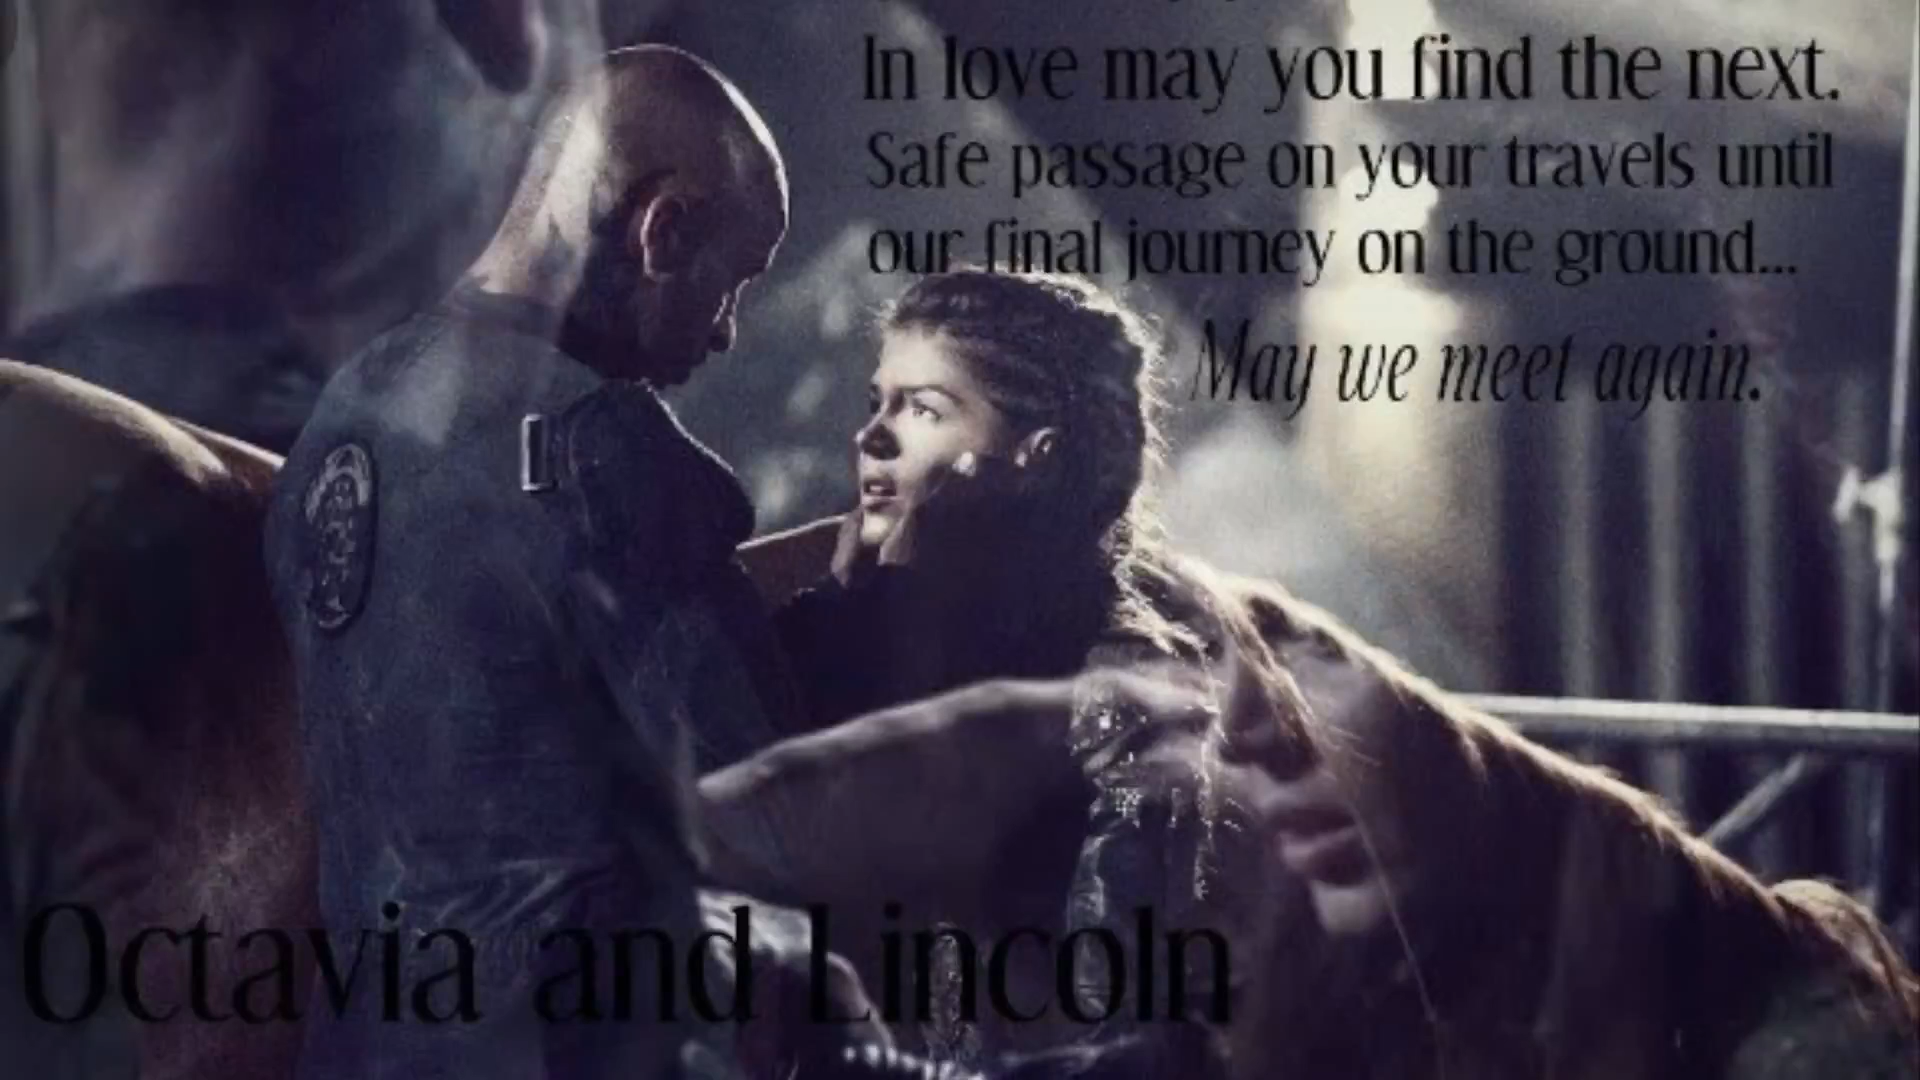 In love may you find the next.
Safe passage on your travels until
our final journey on the ground...
May we meet again.
Octavia and Lincoln